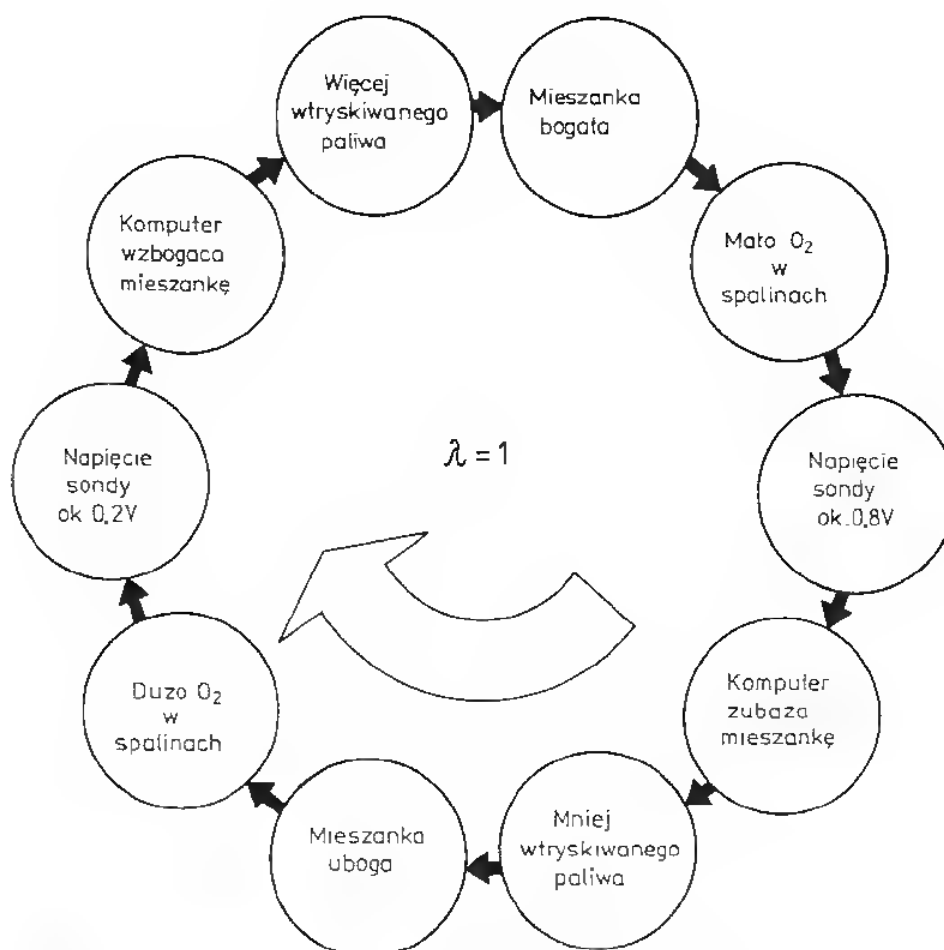 Więcej
wtryskiwanego
paliwa
Mieszanka
bogata
Mało O₂
w
spalinach
Napięcie
sondy
ok.0,8V
Komputer
zubaża
mieszankę
Mniej
wtryskiwanego
paliwa
Mieszanka
uboga
Dużo O₂
w
spalinach
Napięcie
sondy
ok 0,2V
Komputer
wzbogaca
mieszankę
λ = 1